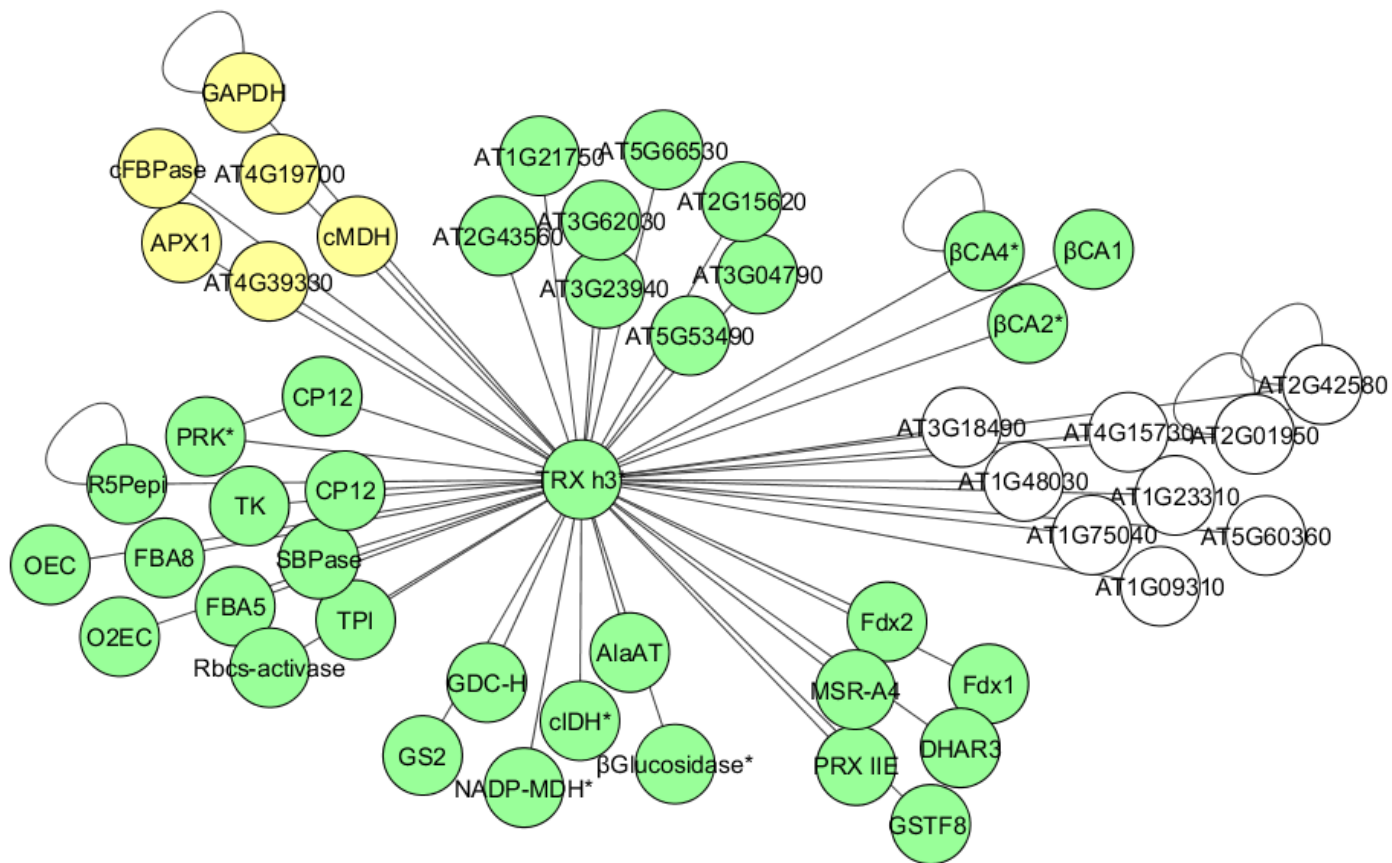 GAPDH
cFBPase
AT4G19700
APX1
cMDH
AT4G39330
AT1G21750
AT5G66530
AT2G15620
AT3G62030
AT2G43560
AT3G23940
AT3G04790
AT5G53490
βCA4*
βCA1
βCA2*
AT2G42580
AT3G18490
AT4G15730
AT2G01950
AT1G48030
AT1G23310
AT1G75040
AT5G60360
AT1G09310
CP12
PRK*
R5Pepi
TK
CP12
TRX h3
OEC
FBA8
SBPase
FBA5
TPI
O2EC
Rbcs-activase
AlaAT
GDC-H
cIDH*
GS2
NADP-MDH*
βGlucosidase*
Fdx2
MSR-A4
Fdx1
DHAR3
PRX IIE
GSTF8